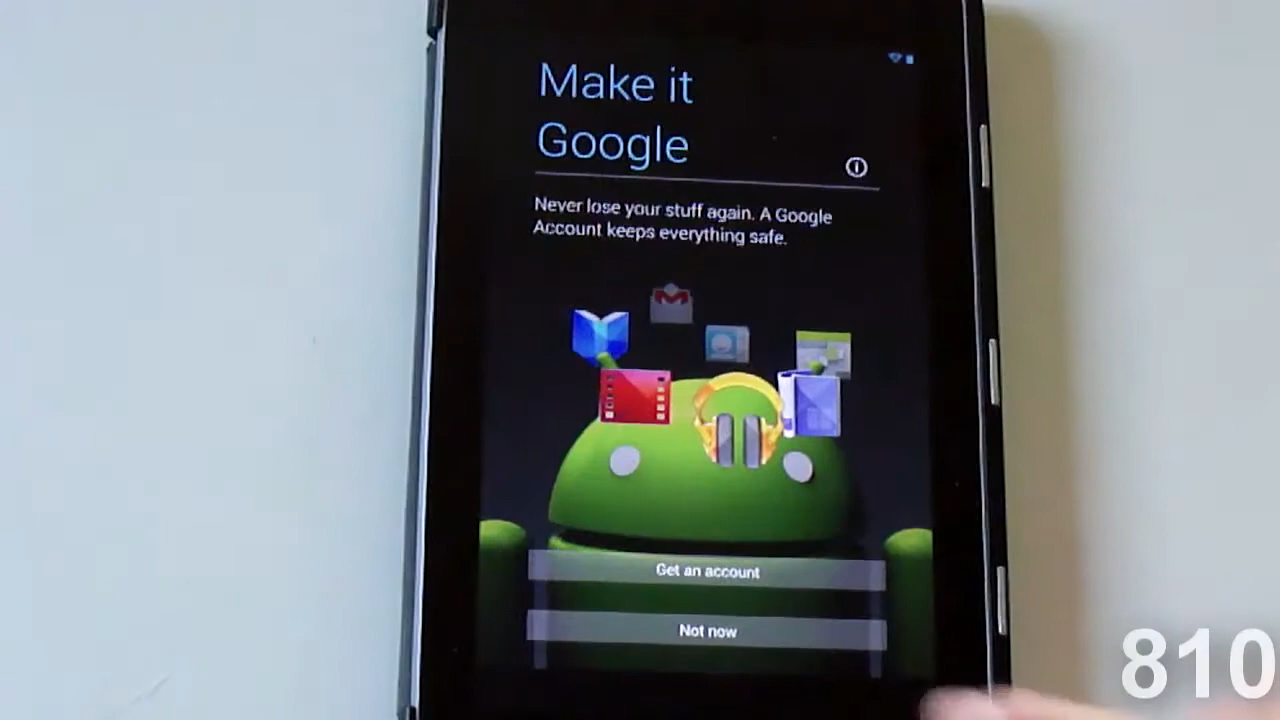 Make it
Google
Never lose your stuff again. A Google
Account keeps everything safe.
Get an account
Not now
810